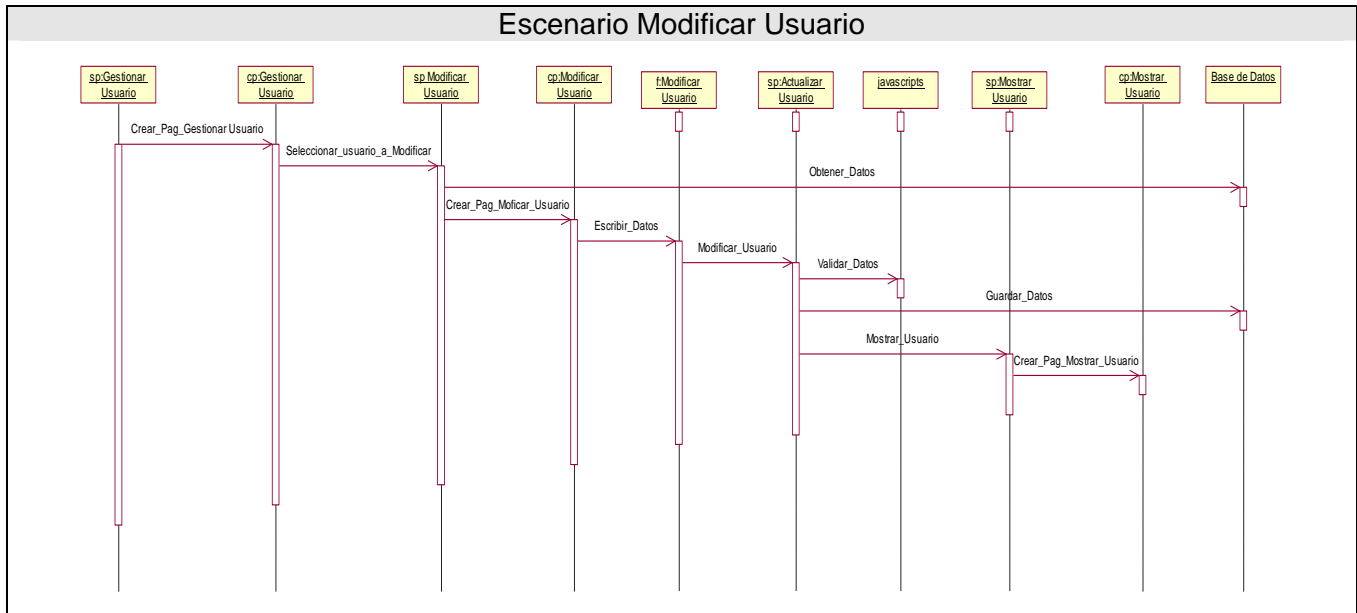 Escenario Modificar Usuario
sp:Gestionar
Usuario
cp:Gestionar
Usuario
sp Modificar
Usuario
cp:Modificar
Usuario
f:Modificar
Usuario
sp:Actualizar
Usuario
javascripts
sp:Mostrar
Usuario
cp:Mostrar
Usuario
Base de Datos
Crear_Pag_Gestionar Usuario
Seleccionar_usuario_a_Modificar
Obtener_Datos
Crear_Pag_Moficar_Usuario
Escribir_Datos
Modificar_Usuario
Validar_Datos
Guardar_Datos
Mostrar_Usuario
Crear_Pag_Mostrar_Usuario